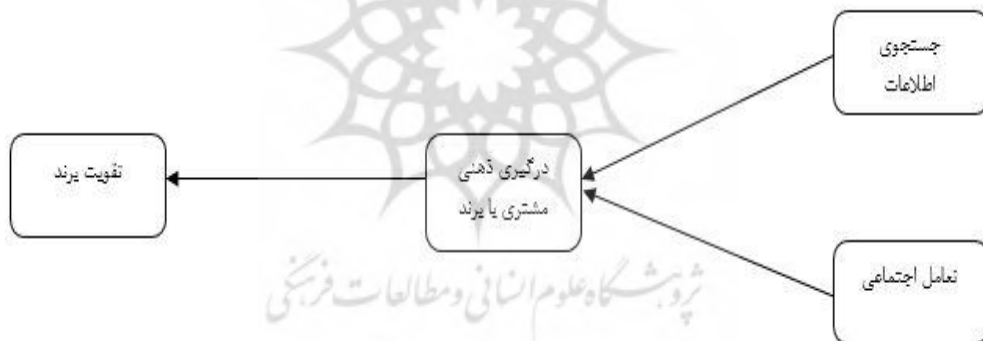 جستجوی
اطلاعات
درگیری ذهنی
مشتری با برند
تقویت برند
تعامل اجتماعی
پژوهشگاه علوم انسانی و مطالعات فرهنگی